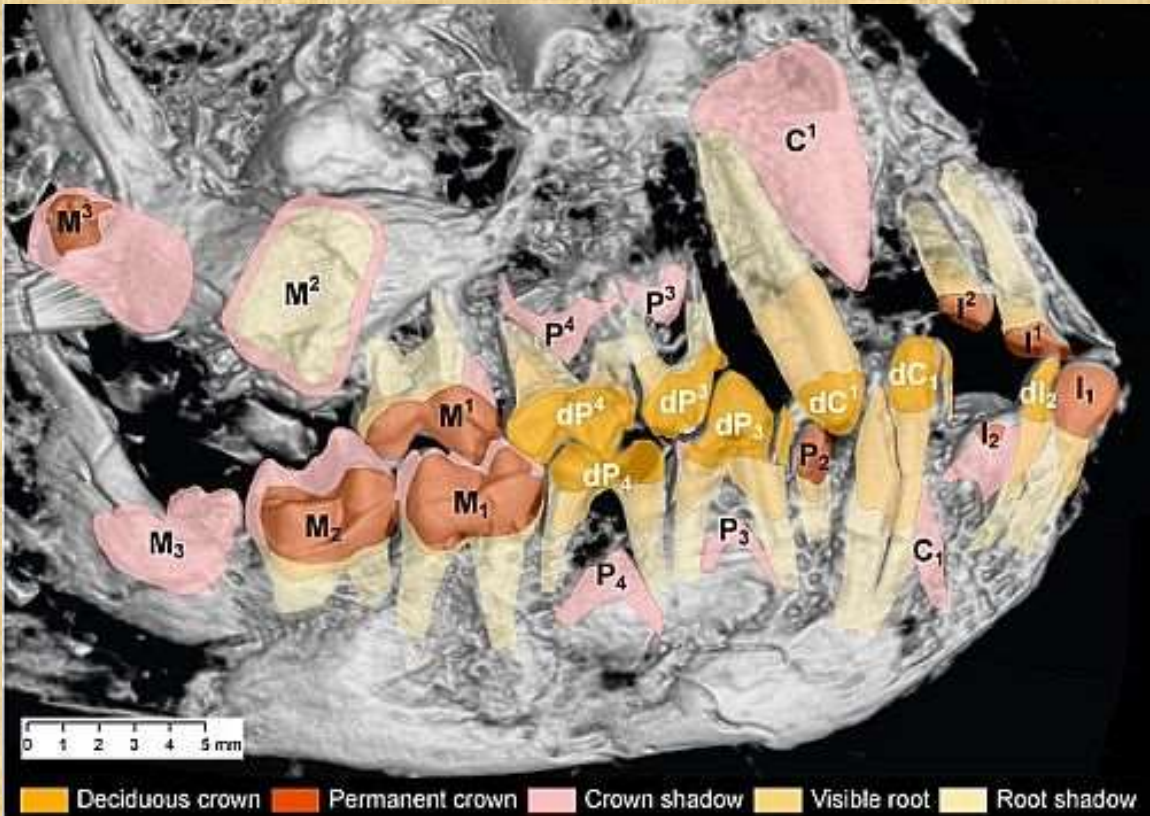 C¹
M³
M²
I²
P³
P⁴
I¹
dC₁
dP³
dC¹
dI₂
I₁
M¹
dP⁴
dP₃
I₂
P₂
dP₄
M₁
M₂
P₃
M₃
C₁
P₄
0 1 2 3 4 5 mm
Deciduous crown Permanent crown Crown shadow Visible root Root shadow